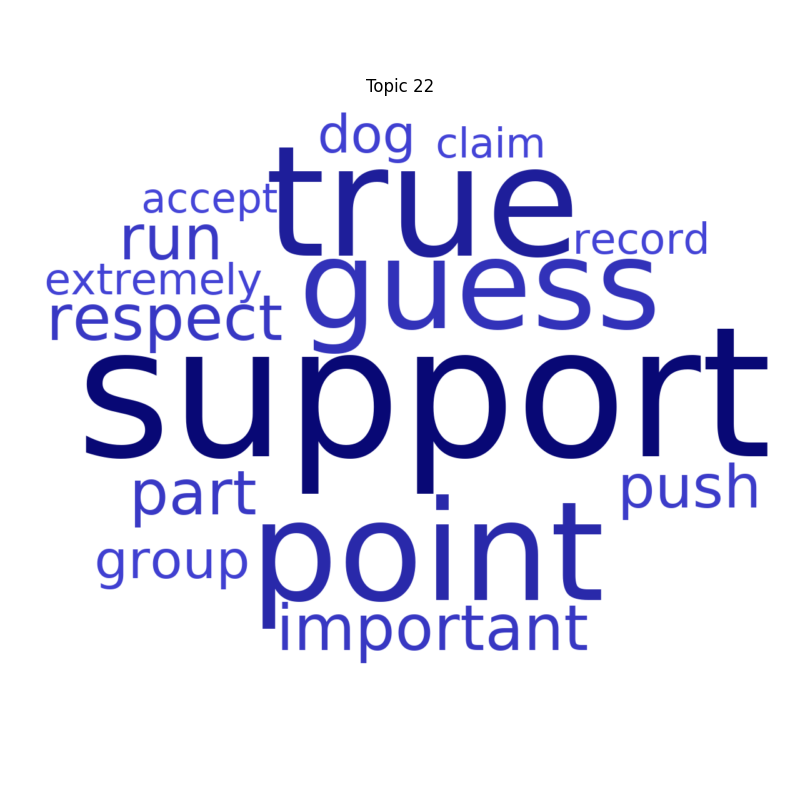 Topic 22
dog claim
true
accept
run
record
extremely
guess
respect
support
part
push
point
group
important